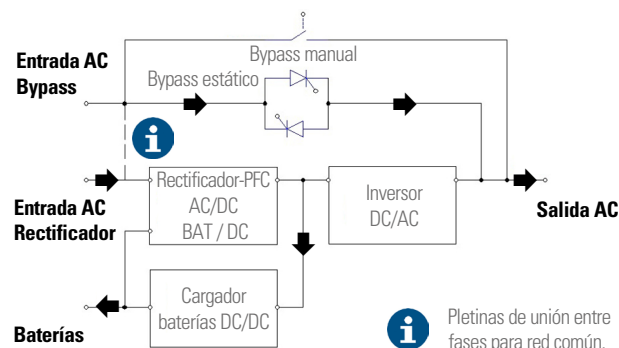 Entrada AC
Bypass
Bypass manual
Bypass estático
i
Rectificador-PFC
AC/DC
BAT / DC
Inversor
DC/AC
Salida AC
Entrada AC
Rectificador
Cargador
baterías DC/DC
Baterías
i
Pletinas de unión entre
fases para red común.